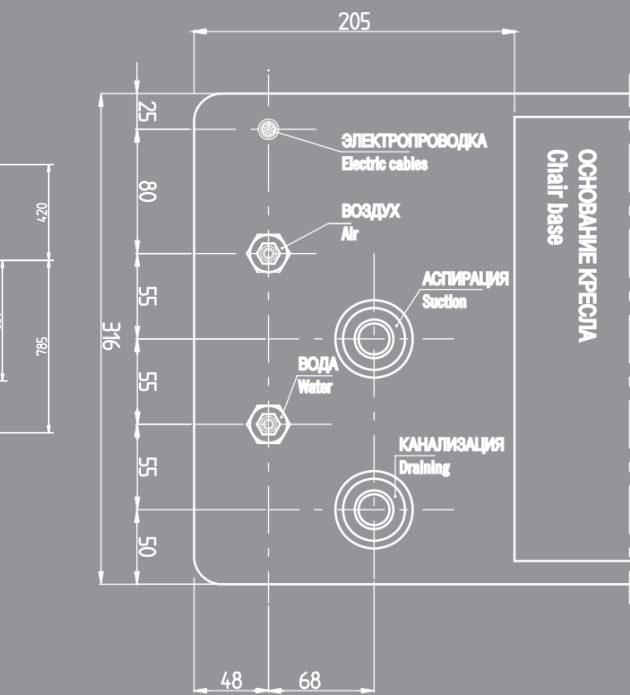 205
25
80
55
55
55
50
316
420
785
ЭЛЕКТРОПРОВОДКА
Electric cables
ВОЗДУХ
Air
АСПИРАЦИЯ
Suction
ВОДА
Water
КАНАЛИЗАЦИЯ
Draining
ОСНОВАНИЕ КРЕСЛА
Chair base
48
68